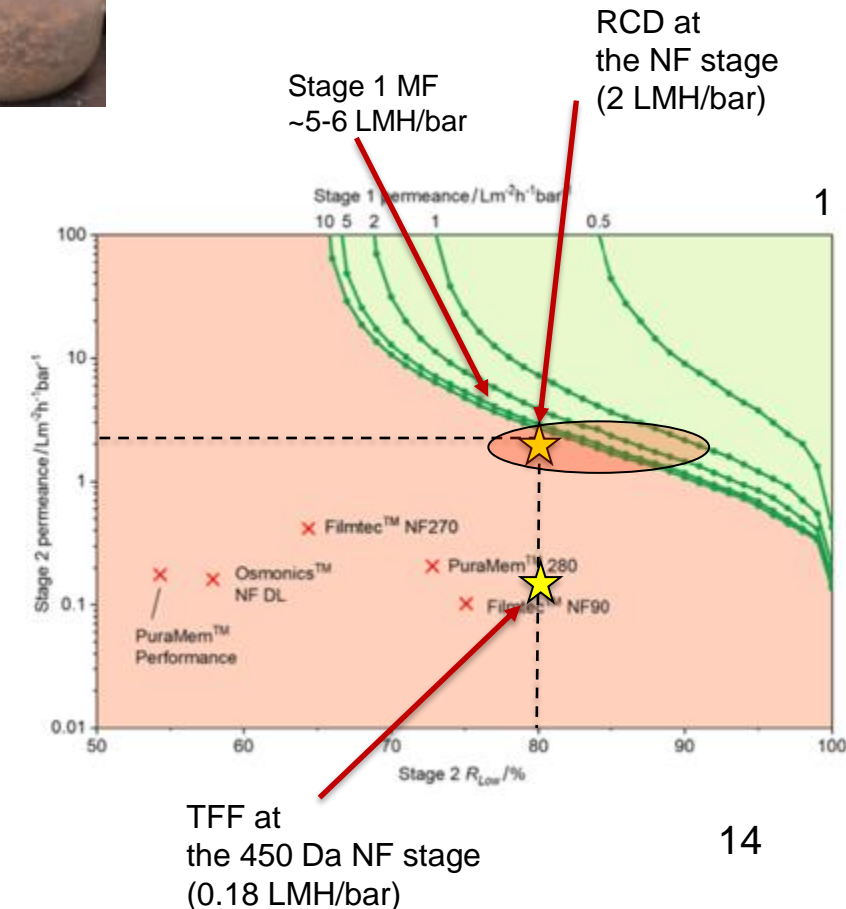 RCD at
the NF stage
(2 LMH/bar)
Stage 1 MF
~5-6 LMH/bar
1
Stage 1 permeance/Lm⁻²h⁻¹bar⁻¹
10 5 2 1 0.5
100
10
1
0.1
0.01
Stage 2 permeance/Lm⁻²h⁻¹bar⁻¹
Filmtec™ NF270
PuraMem™ 280
Osmonics™
NF DL
Filmtec™ NF90
PuraMem™
Performance
50 60 70 80 90 100
Stage 2 R_Low/%
TFF at
the 450 Da NF stage
(0.18 LMH/bar)
14